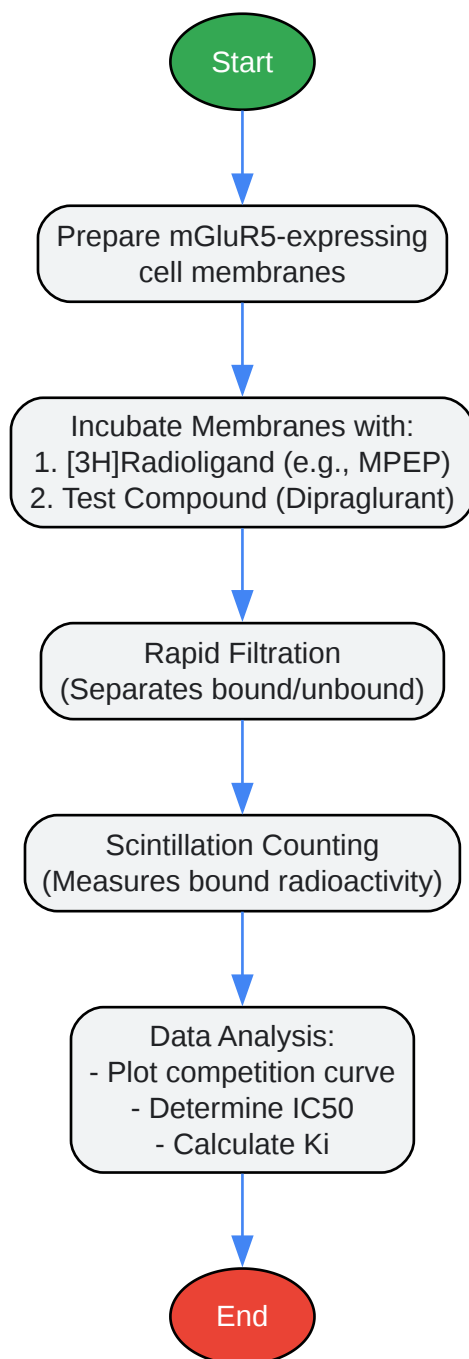 Start
Prepare mGluR5-expressing
cell membranes
Incubate Membranes with:
1. [3H]Radioligand (e.g., MPEP)
2. Test Compound (Dipraglurant)
Rapid Filtration
(Separates bound/unbound)
Scintillation Counting
(Measures bound radioactivity)
Data Analysis:
- Plot competition curve
- Determine IC50
- Calculate Ki
End